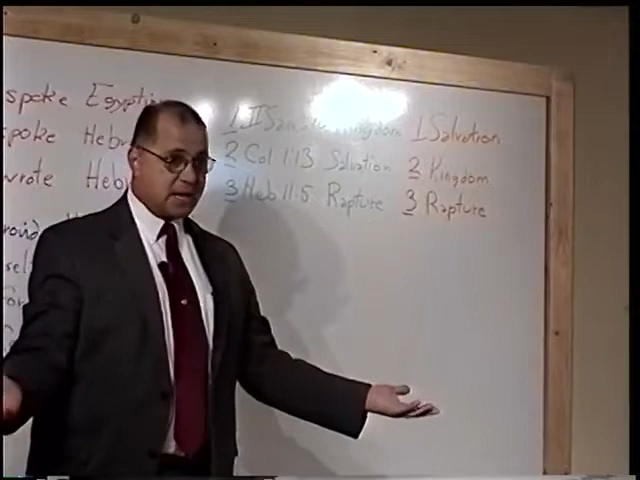 spoke Egypti
spoke Heb
wrote Heb
1 II Sam Kingdom
2 Col 1:13 Salvation
3 Heb 11:5 Rapture
1 Salvation
2 Kingdom
3 Rapture